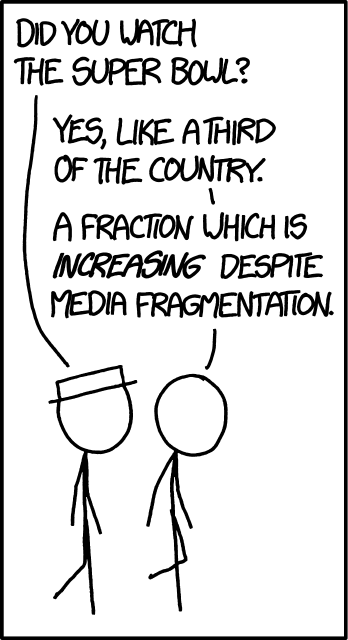 DID YOU WATCH
THE SUPER BOWL?
YES, LIKE A THIRD
OF THE COUNTRY.
A FRACTION WHICH IS
INCREASING DESPITE
MEDIA FRAGMENTATION.